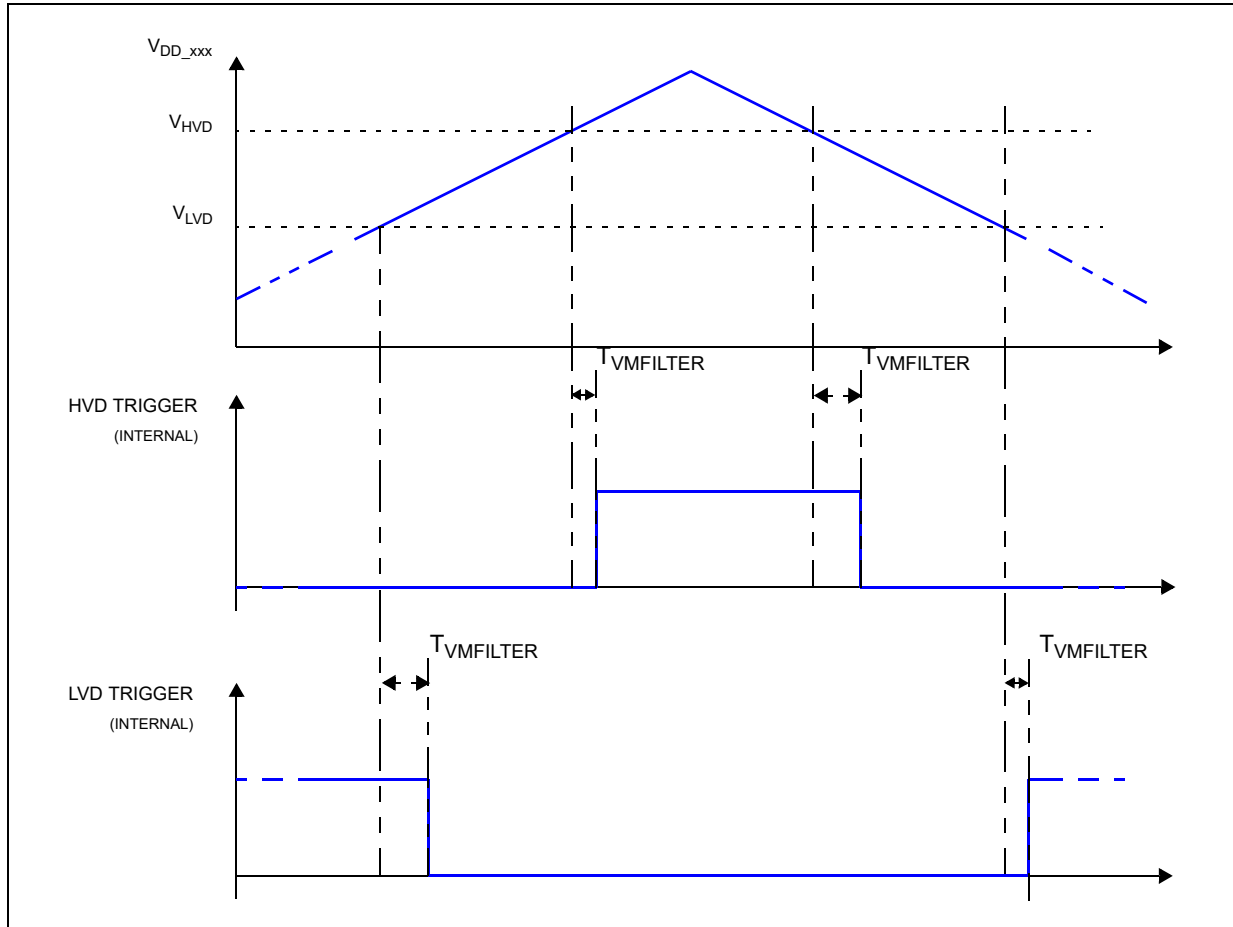 VDD_xxx
VHVD
VLVD
TVMFILTER TVMFILTER
HVD TRIGGER
(INTERNAL)
TVMFILTER TVMFILTER
LVD TRIGGER
(INTERNAL)